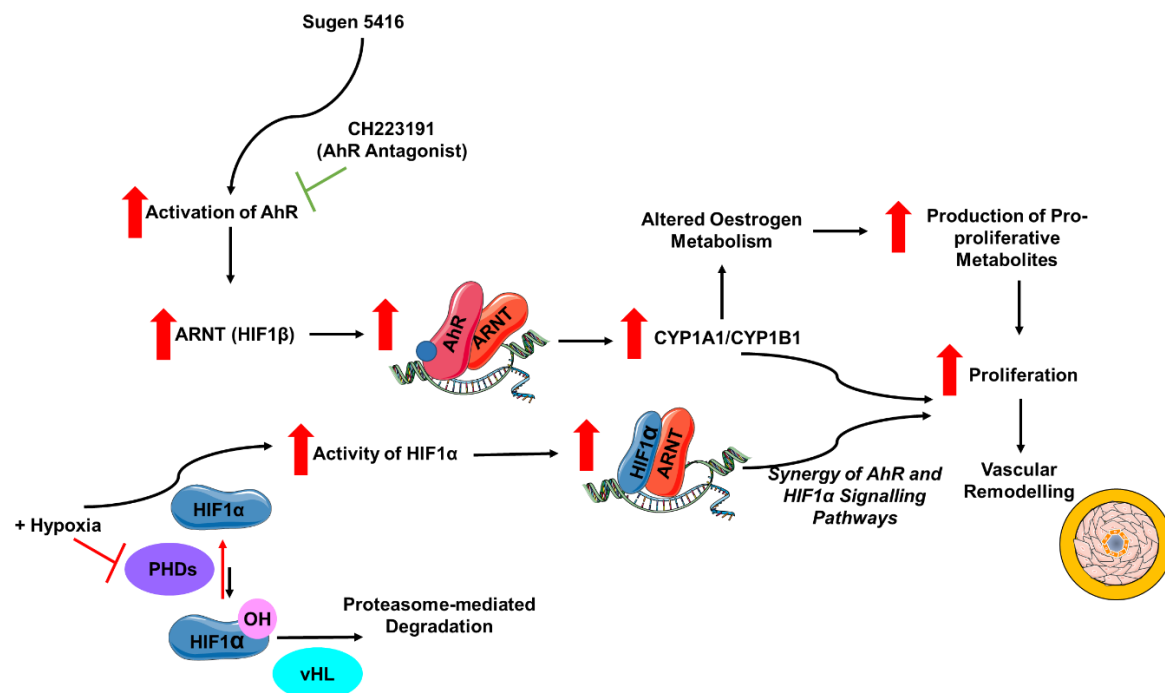 Sugen 5416
CH223191
(AhR Antagonist)
Activation of AhR
Altered Oestrogen
Metabolism
Production of Pro-
proliferative
Metabolites
ARNT (HIF1β)
AhR
ARNT
CYP1A1/CYP1B1
Proliferation
Activity of HIF1α
HIF1α
ARNT
Synergy of AhR and
HIF1α Signalling
Pathways
Vascular
Remodelling
+ Hypoxia
HIF1α
PHDs
OH
HIF1α
Proteasome-mediated
Degradation
vHL